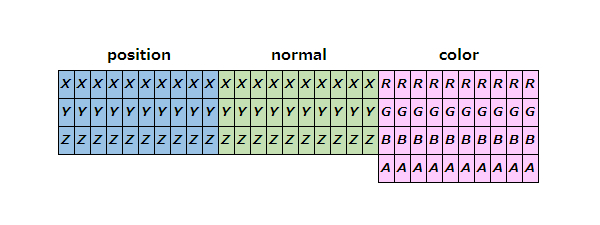 position normal color
X X X X X X X X X X X X X X X X X X X X R R R R R R R R R R
Y Y Y Y Y Y Y Y Y Y Y Y Y Y Y Y Y Y Y Y G G G G G G G G G G
Z Z Z Z Z Z Z Z Z Z Z Z Z Z Z Z Z Z Z Z B B B B B B B B B B
A A A A A A A A A A